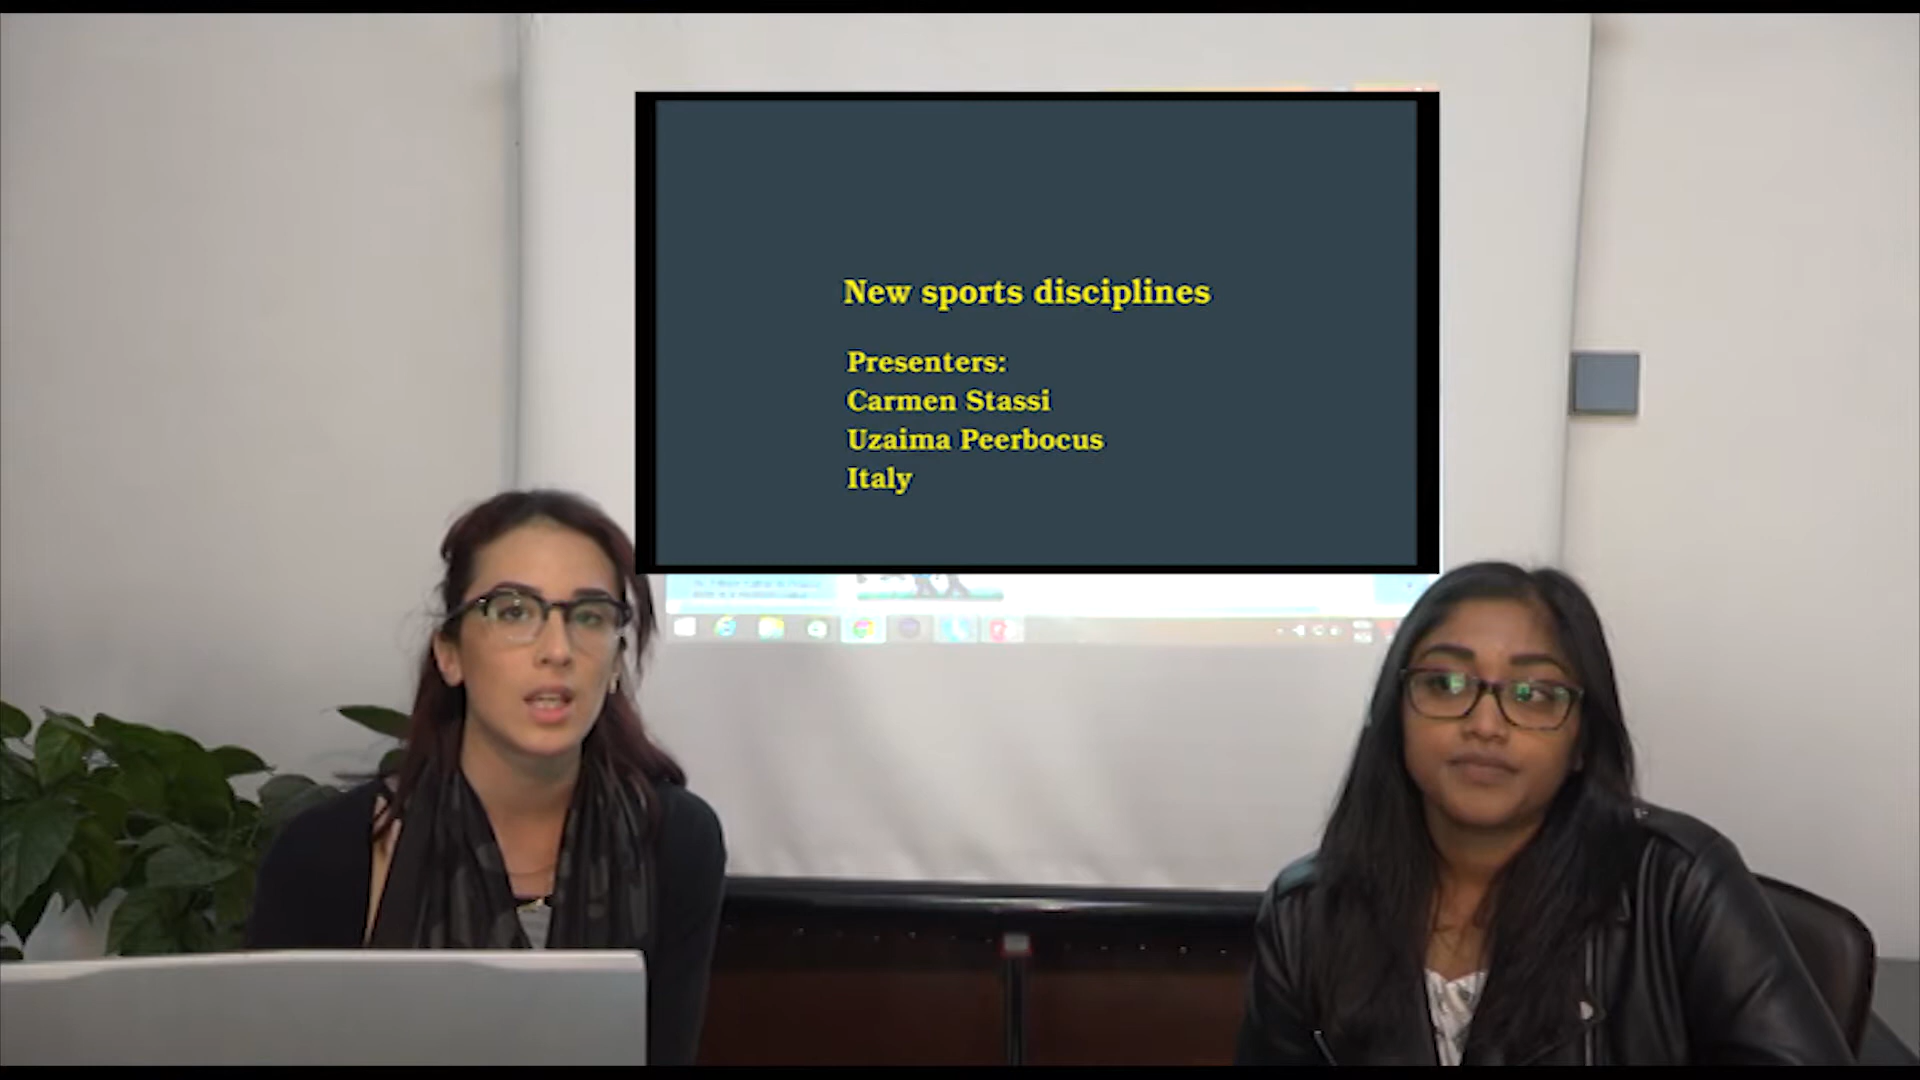 New sports disciplines
Presenters:
Carmen Stassi
Uzaima Peerbocus
Italy